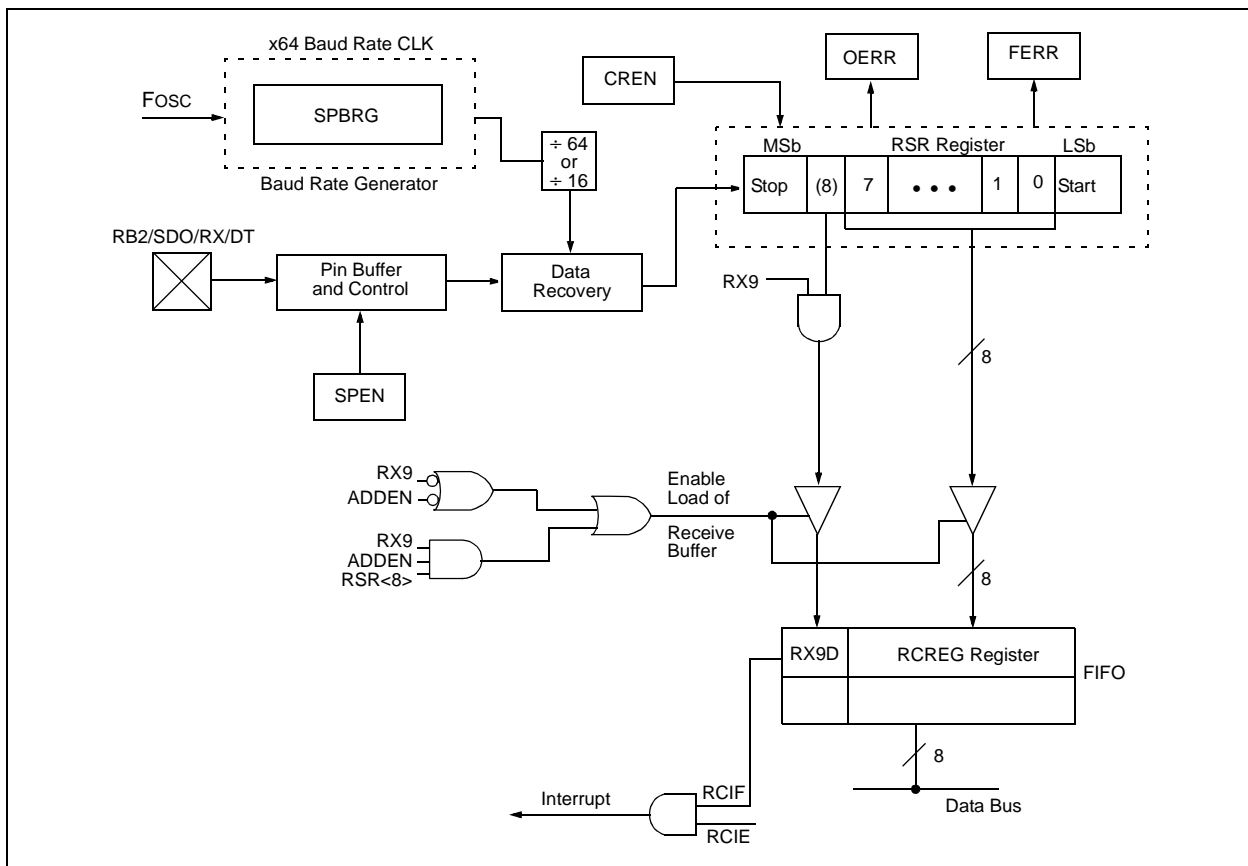 x64 Baud Rate CLK
FOSC
SPBRG
Baud Rate Generator
÷ 64
or
÷ 16
CREN
OERR
FERR
MSb
RSR Register
LSb
Stop
(8)
7
• • •
1
0
Start
RB2/SDO/RX/DT
Pin Buffer
and Control
Data
Recovery
SPEN
RX9
8
RX9
ADDEN
RX9
ADDEN
RSR<8>
Enable
Load of
Receive
Buffer
8
RX9D
RCREG Register
FIFO
8
Data Bus
Interrupt
RCIF
RCIE